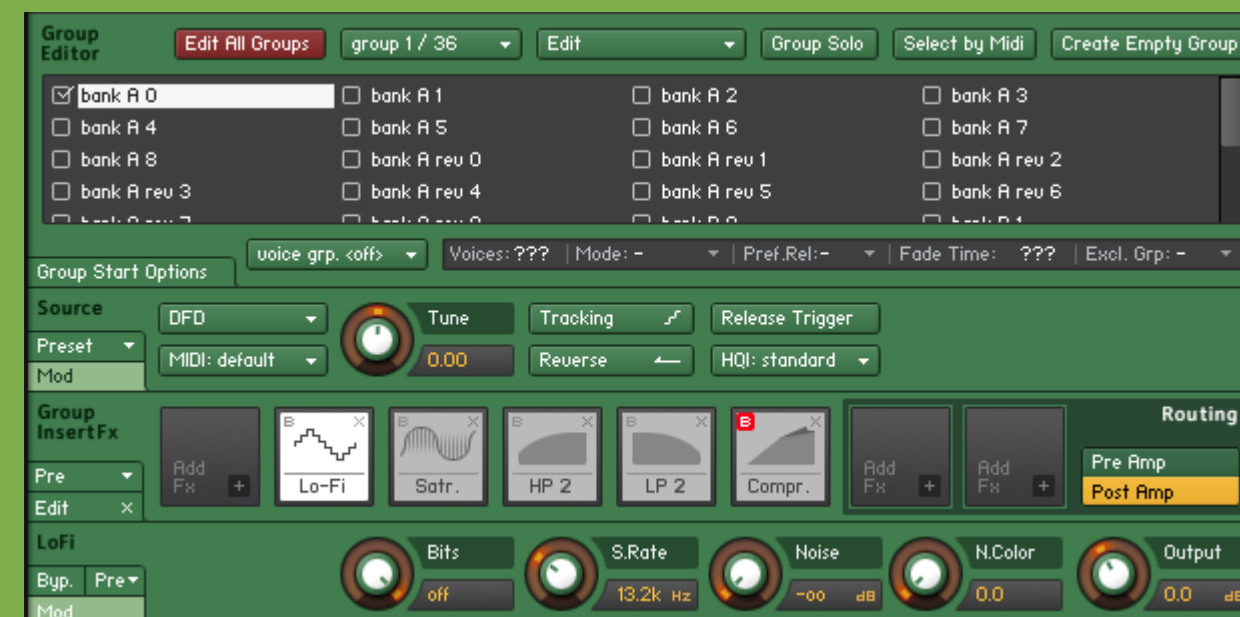 Group Editor
Edit All Groups
group 1 / 36
Edit
Group Solo
Select by Midi
Create Empty Group
bank A 0
bank A 1
bank A 2
bank A 3
bank A 4
bank A 5
bank A 6
bank A 7
bank A 8
bank A rev 0
bank A rev 1
bank A rev 2
bank A rev 3
bank A rev 4
bank A rev 5
bank A rev 6
Group Start Options
voice grp. <off>
Voices: ??? | Mode: - | Pref.Rel:- | Fade Time: ??? | Excl. Grp: -
Source
Preset
Mod
DFD
MIDI: default
Tune
0.00
Tracking
Reverse
Release Trigger
HQI: standard
Group InsertFx
Pre
Edit ×
Add Fx +
B X
Lo-Fi
B X
Satr.
B X
HP 2
B X
LP 2
B X
Compr.
Add Fx +
Add Fx +
Routing
Pre Amp
Post Amp
LoFi
Byp. Pre
Mod
Bits
off
S.Rate
13.2k Hz
Noise
-oo dB
N.Color
0.0
Output
0.0 dB